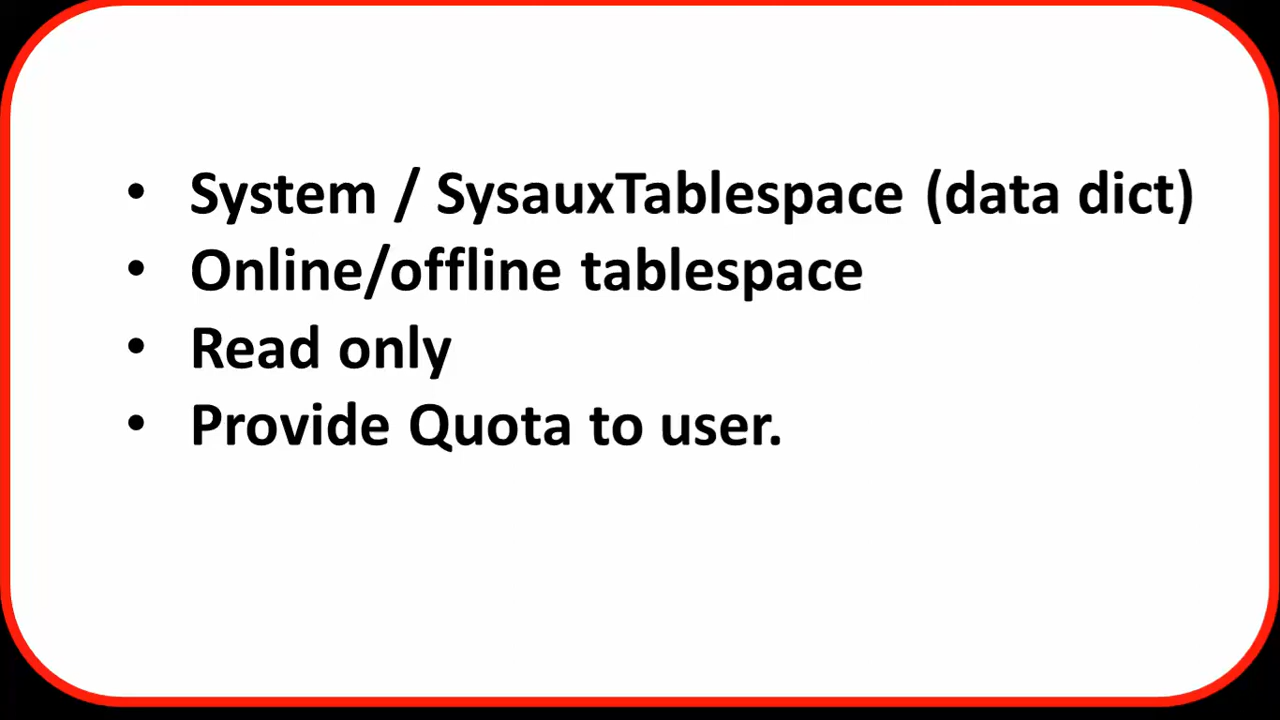 • System / SysauxTablespace (data dict)
• Online/offline tablespace
• Read only
• Provide Quota to user.